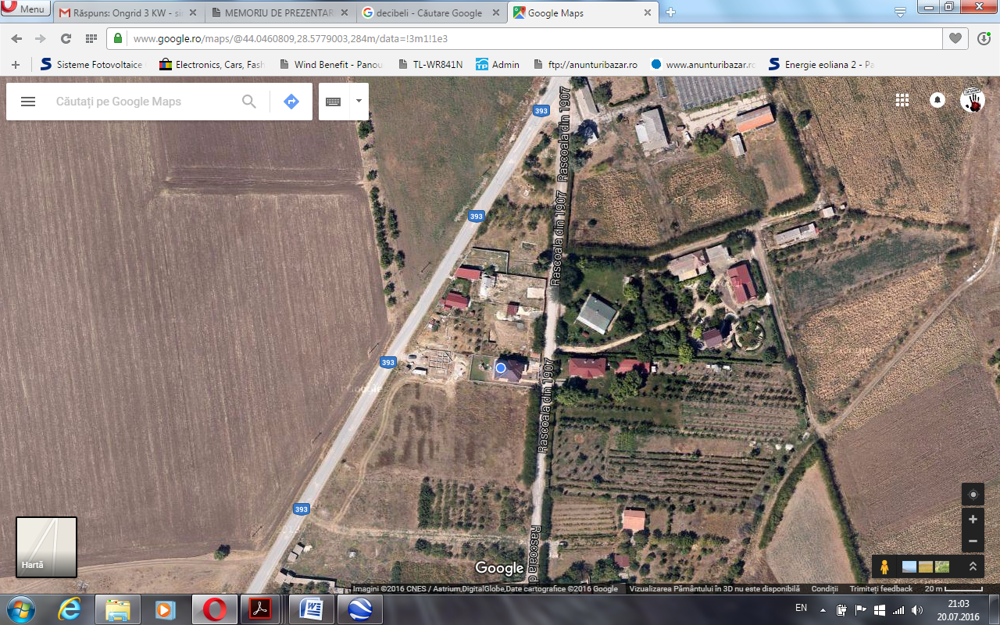 Menu
Răspuns: Ongrid 3 KW - si
MEMORIU DE PREZENTARE
decibeli - Căutare Google
Google Maps
www.google.ro/maps/@44.0460809,28.5779003,284m/data=!3m1!1e3
Sisteme Fotovoltaice
Electronics, Cars, Fash
Wind Benefit - Panou
TL-WR841N
Admin
ftp://anunturibazar.ro
www.anunturibazar.ro
Energie eoliana 2 - Pa
Căutați pe Google Maps
393
Rascoala din 1907
393
Rascoala din 1907
393
Rascoala din 1907
Google
393
Rascoala d
Hartă
Google
Imagini ©2016 CNES / Astrium,DigitalGlobe,Date cartografice ©2016 Google
Vizualizarea Pământului în 3D nu este disponibilă
Condiții
Trimiteți feedback
20 m
EN
21:03
20.07.2016